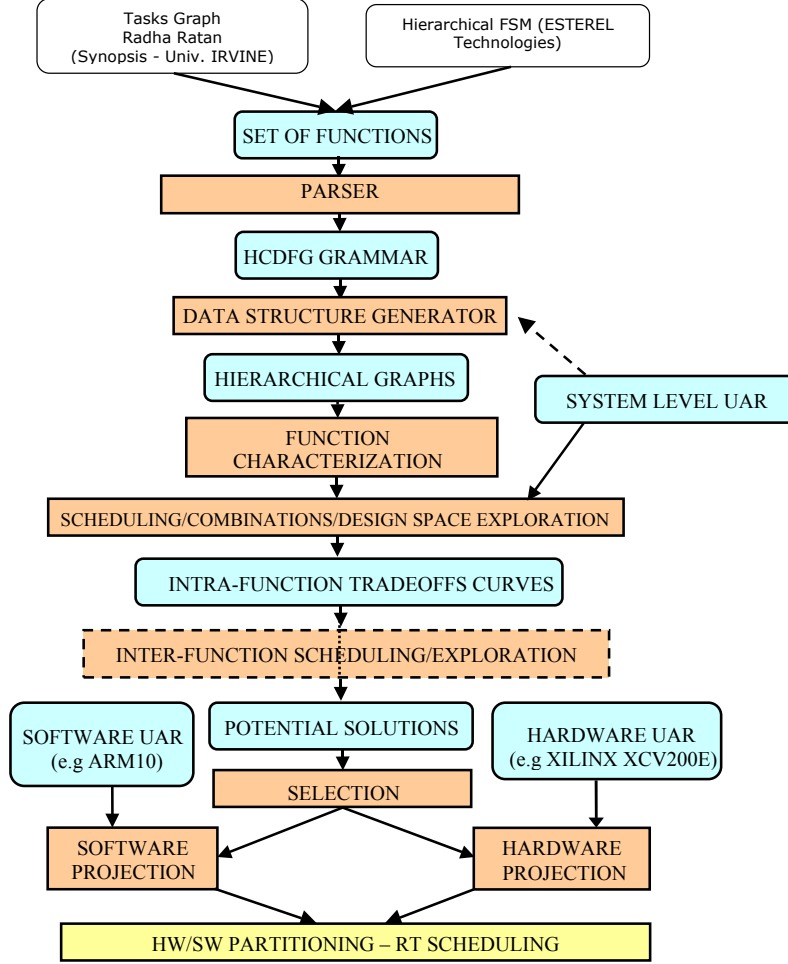 Tasks Graph
Radha Ratan
(Synopsis - Univ. IRVINE)
Hierarchical FSM (ESTEREL
Technologies)
SET OF FUNCTIONS
PARSER
HCDFG GRAMMAR
DATA STRUCTURE GENERATOR
HIERARCHICAL GRAPHS
SYSTEM LEVEL UAR
FUNCTION
CHARACTERIZATION
SCHEDULING/COMBINATIONS/DESIGN SPACE EXPLORATION
INTRA-FUNCTION TRADEOFFS CURVES
INTER-FUNCTION SCHEDULING/EXPLORATION
SOFTWARE UAR
(e.g ARM10)
POTENTIAL SOLUTIONS
HARDWARE UAR
(e.g XILINX XCV200E)
SELECTION
SOFTWARE
PROJECTION
HARDWARE
PROJECTION
HW/SW PARTITIONING – RT SCHEDULING